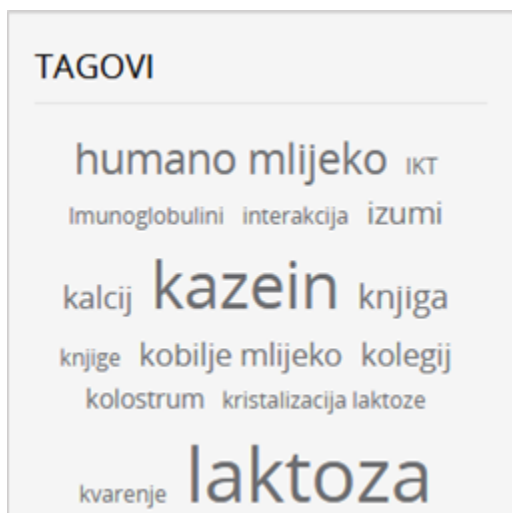 TAGOVI
humano mlijeko IKT
Imunoglobulini interakcija izumi
kalcij kazein knjiga
knjige kobilje mlijeko kolegij
kolostrum kristalizacija laktoze
kvarenje laktoza